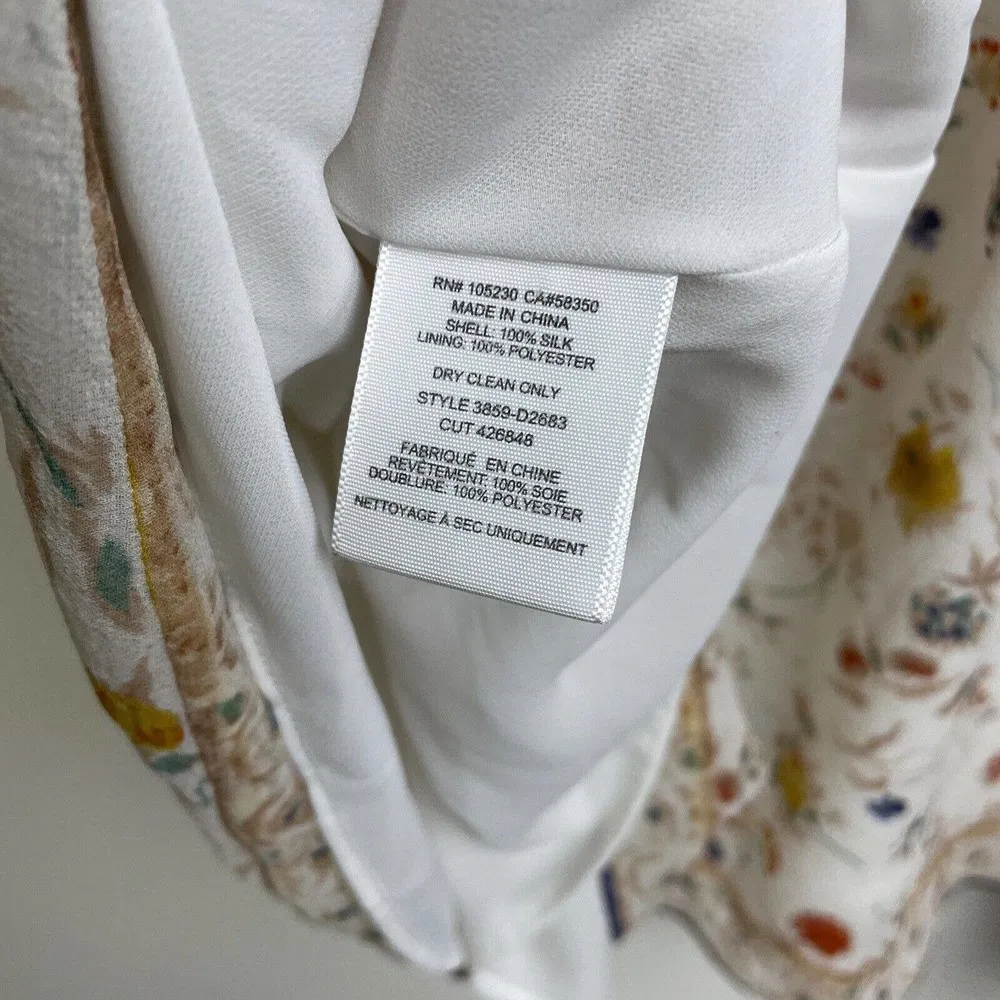 RN# 105230 CA#58350
MADE IN CHINA
SHELL: 100% SILK
LINING: 100% POLYESTER
DRY CLEAN ONLY
STYLE 3859-D2683
CUT 426848
FABRIQUÉ EN CHINE
REVÊTEMENT: 100% SOIE
DOUBLURE: 100% POLYESTER
NETTOYAGE À SEC UNIQUEMENT